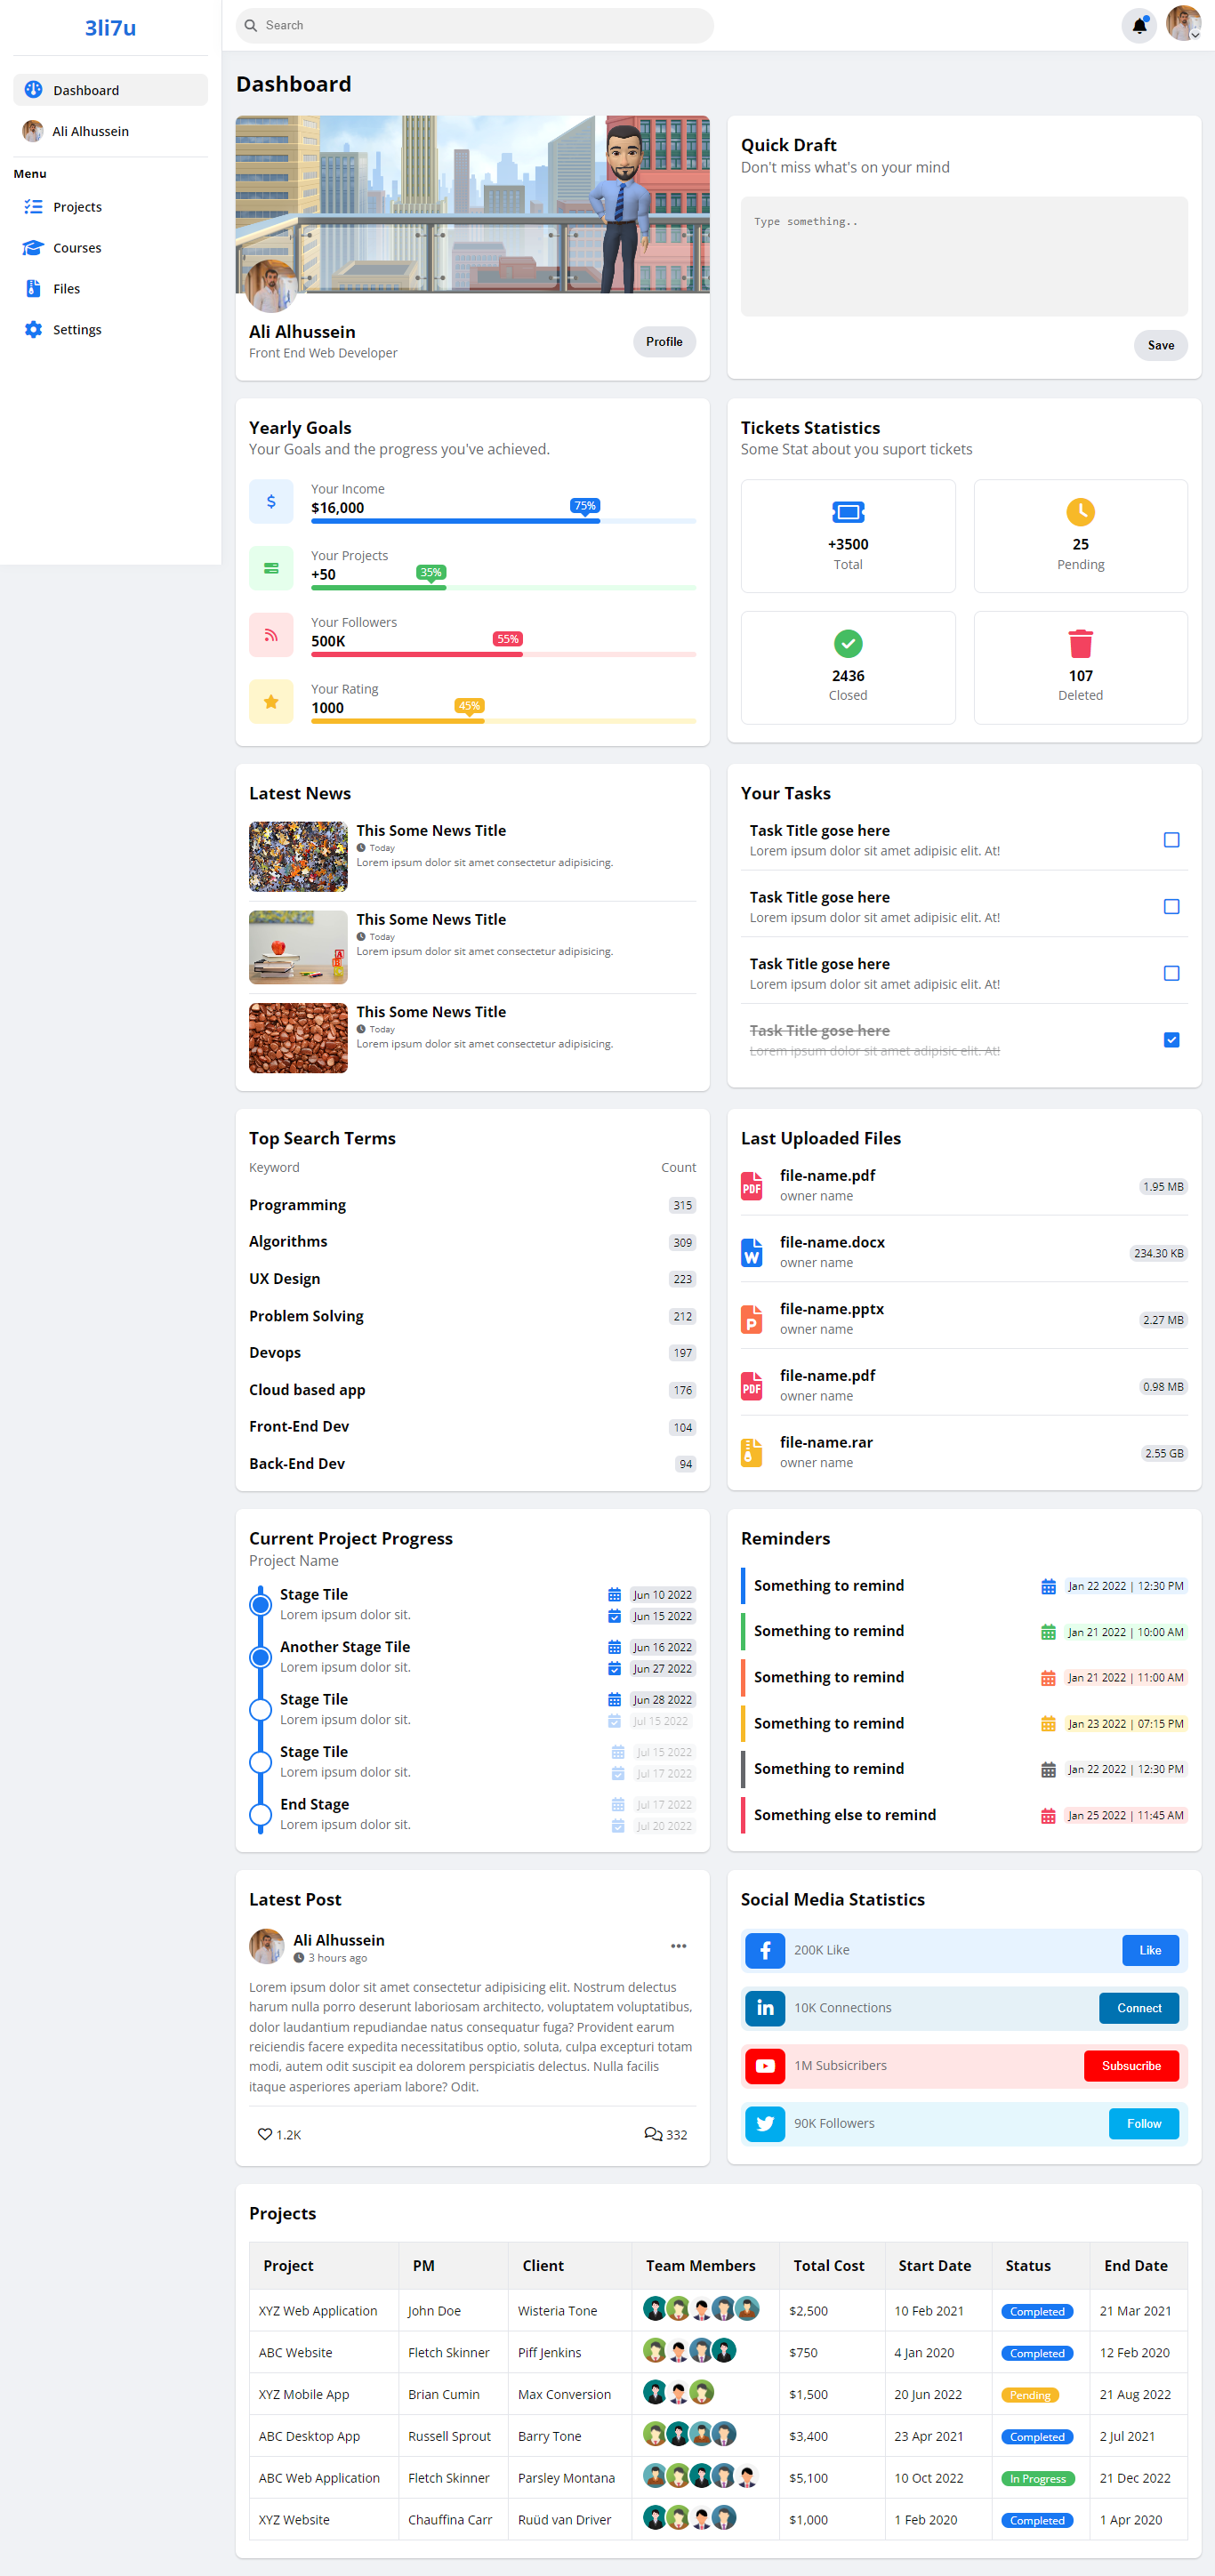 3li7u
Search
Dashboard
Ali Alhussein
Menu
Projects
Courses
Files
Settings
Dashboard
Ali Alhussein
Front End Web Developer
Profile
Quick Draft
Don't miss what's on your mind
Type something..
Save
Yearly Goals
Your Goals and the progress you've achieved.
Your Income
$16,000
75%
Your Projects
+50
35%
Your Followers
500K
55%
Your Rating
1000
45%
Tickets Statistics
Some Stat about you suport tickets
+3500
Total
25
Pending
2436
Closed
107
Deleted
Latest News
This Some News Title
Today
Lorem ipsum dolor sit amet consectetur adipisicing.
This Some News Title
Today
Lorem ipsum dolor sit amet consectetur adipisicing.
This Some News Title
Today
Lorem ipsum dolor sit amet consectetur adipisicing.
Your Tasks
Task Title gose here
Lorem ipsum dolor sit amet adipisic elit. At!
Task Title gose here
Lorem ipsum dolor sit amet adipisic elit. At!
Task Title gose here
Lorem ipsum dolor sit amet adipisic elit. At!
Task Title gose here
Lorem ipsum dolor sit amet adipisic elit. At!
Top Search Terms
Keyword Count
Programming 315
Algorithms 309
UX Design 223
Problem Solving 212
Devops 197
Cloud based app 176
Front-End Dev 104
Back-End Dev 94
Last Uploaded Files
PDF
file-name.pdf
owner name
1.95 MB
W
file-name.docx
owner name
234.30 KB
P
file-name.pptx
owner name
2.27 MB
PDF
file-name.pdf
owner name
0.98 MB
file-name.rar
owner name
2.55 GB
Current Project Progress
Project Name
Stage Tile Jun 10 2022
Lorem ipsum dolor sit. Jun 15 2022
Another Stage Tile Jun 16 2022
Lorem ipsum dolor sit. Jun 27 2022
Stage Tile Jun 28 2022
Lorem ipsum dolor sit. Jul 15 2022
Stage Tile Jul 15 2022
Lorem ipsum dolor sit. Jul 17 2022
End Stage Jul 17 2022
Lorem ipsum dolor sit. Jul 20 2022
Reminders
Something to remind Jan 22 2022 | 12:30 PM
Something to remind Jan 21 2022 | 10:00 AM
Something to remind Jan 21 2022 | 11:00 AM
Something to remind Jan 23 2022 | 07:15 PM
Something to remind Jan 22 2022 | 12:30 PM
Something else to remind Jan 25 2022 | 11:45 AM
Latest Post
Ali Alhussein
3 hours ago
Lorem ipsum dolor sit amet consectetur adipisicing elit. Nostrum delectus
harum nulla porro deserunt laboriosam architecto, voluptatem voluptatibus,
dolor laudantium repudiandae natus consequatur fuga? Provident earum
reiciendis facere expedita necessitatibus optio, soluta, culpa excepturi totam
modi, autem odit suscipit ea dolorem perspiciatis delectus. Nulla facilis
itaque asperiores aperiam labore? Odit.
1.2K 332
Social Media Statistics
200K Like Like
in 10K Connections Connect
1M Subsicribers Subsucribe
90K Followers Follow
Projects
Project PM Client Team Members Total Cost Start Date Status End Date
XYZ Web Application John Doe Wisteria Tone $2,500 10 Feb 2021 Completed 21 Mar 2021
ABC Website Fletch Skinner Piff Jenkins $750 4 Jan 2020 Completed 12 Feb 2020
XYZ Mobile App Brian Cumin Max Conversion $1,500 20 Jun 2022 Pending 21 Aug 2022
ABC Desktop App Russell Sprout Barry Tone $3,400 23 Apr 2021 Completed 2 Jul 2021
ABC Web Application Fletch Skinner Parsley Montana $5,100 10 Oct 2022 In Progress 21 Dec 2022
XYZ Website Chauffina Carr Ruüd van Driver $1,000 1 Feb 2020 Completed 1 Apr 2020